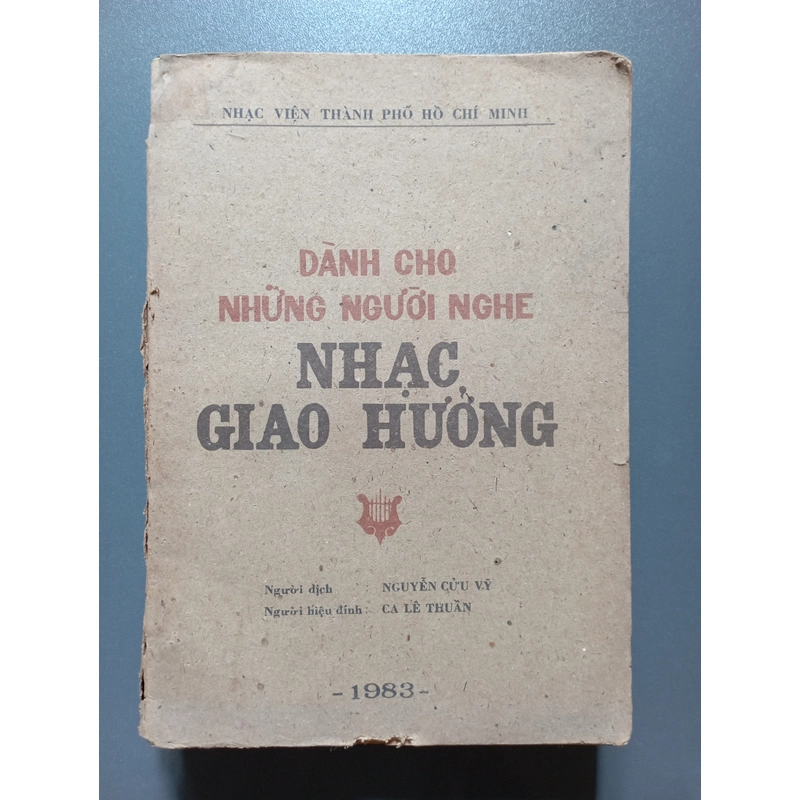 NHẠC VIỆN THÀNH PHỐ HỒ CHÍ MINH
DÀNH CHO
NHỮNG NGƯỜI NGHE
NHẠC
GIAO HƯỞNG
Người dịch : NGUYỄN CỬU VỸ
Người hiệu đính : CA LÊ THUẦN
- 1983 -